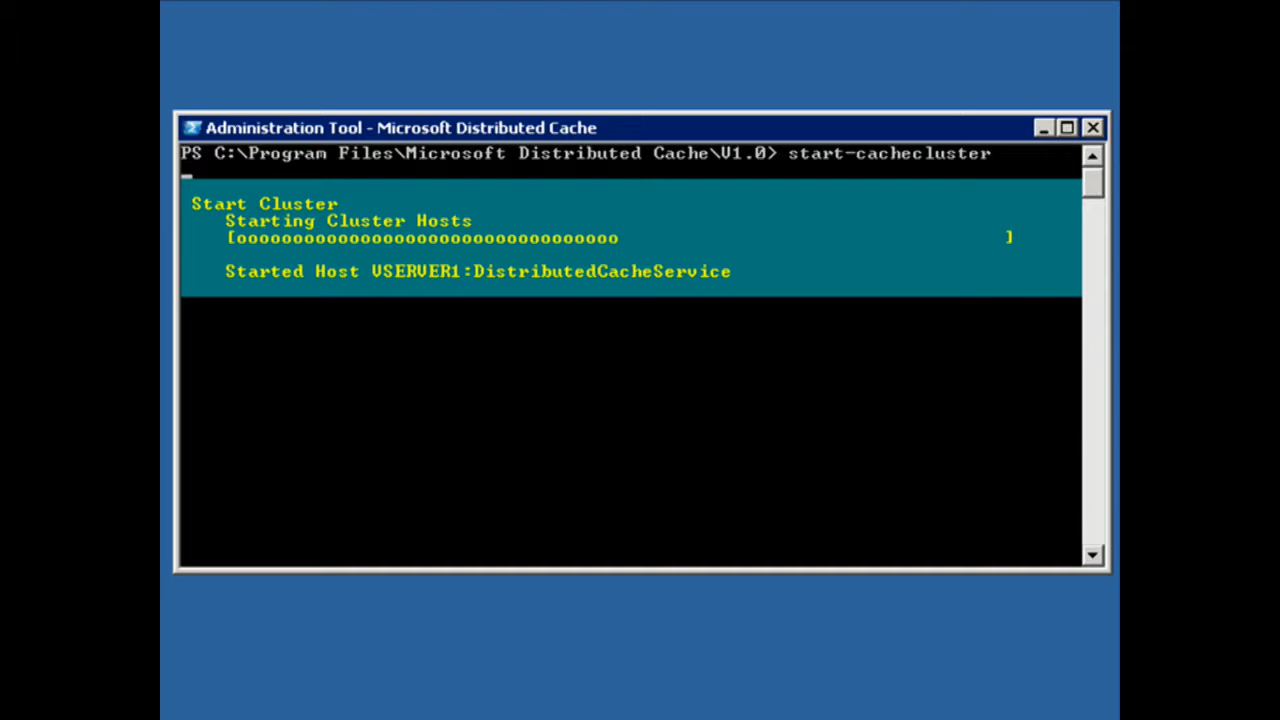 Administration Tool - Microsoft Distributed Cache
PS C:\Program Files\Microsoft Distributed Cache\V1.0> start-cachecluster
Start Cluster
Starting Cluster Hosts
[oooooooooooooooooooooooooooooooooo ]
Started Host VSERVER1:DistributedCacheService